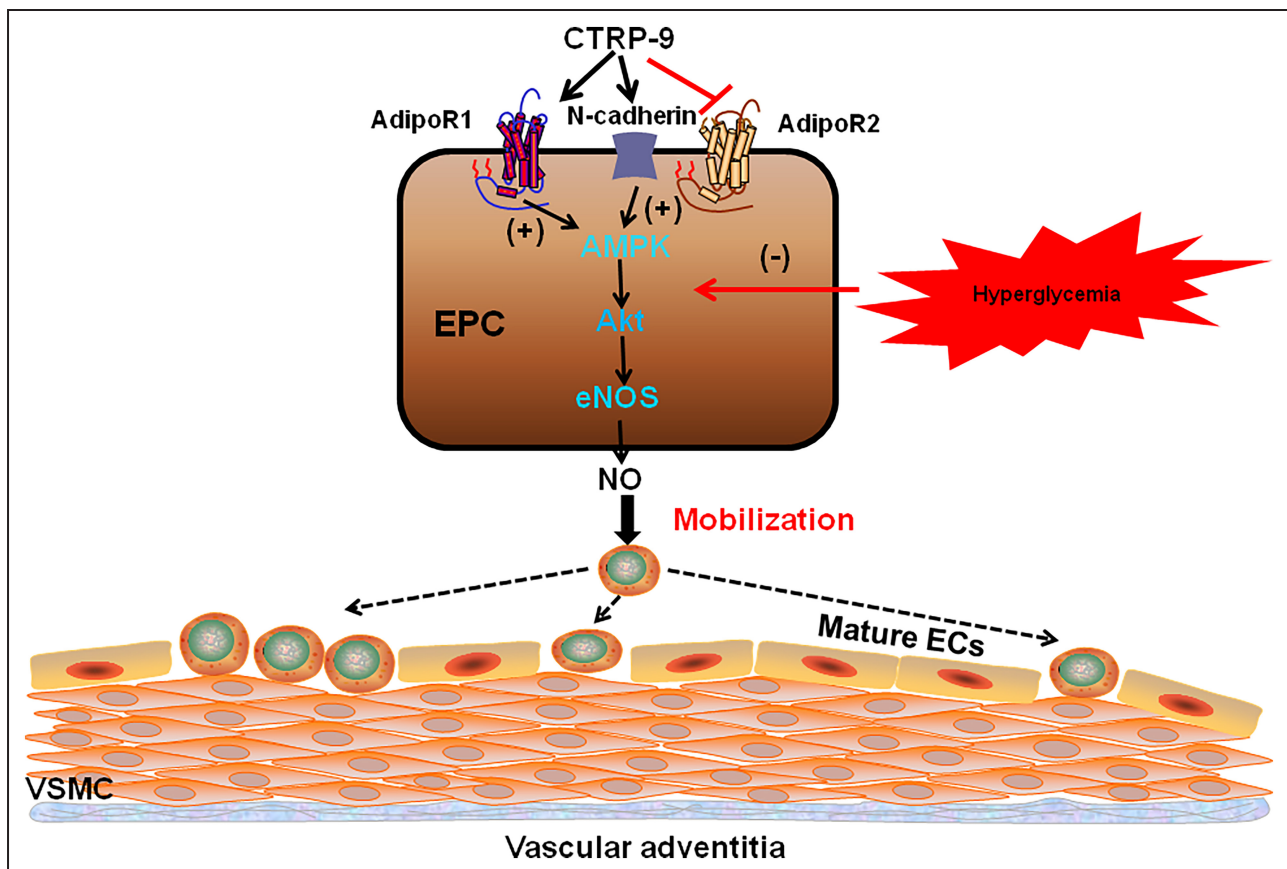 CTRP-9
AdipoR1
N-cadherin
AdipoR2
(+)
(+)
AMPK
(-)
Hyperglycemia
EPC
Akt
eNOS
NO
Mobilization
Mature ECs
VSMC
Vascular adventitia